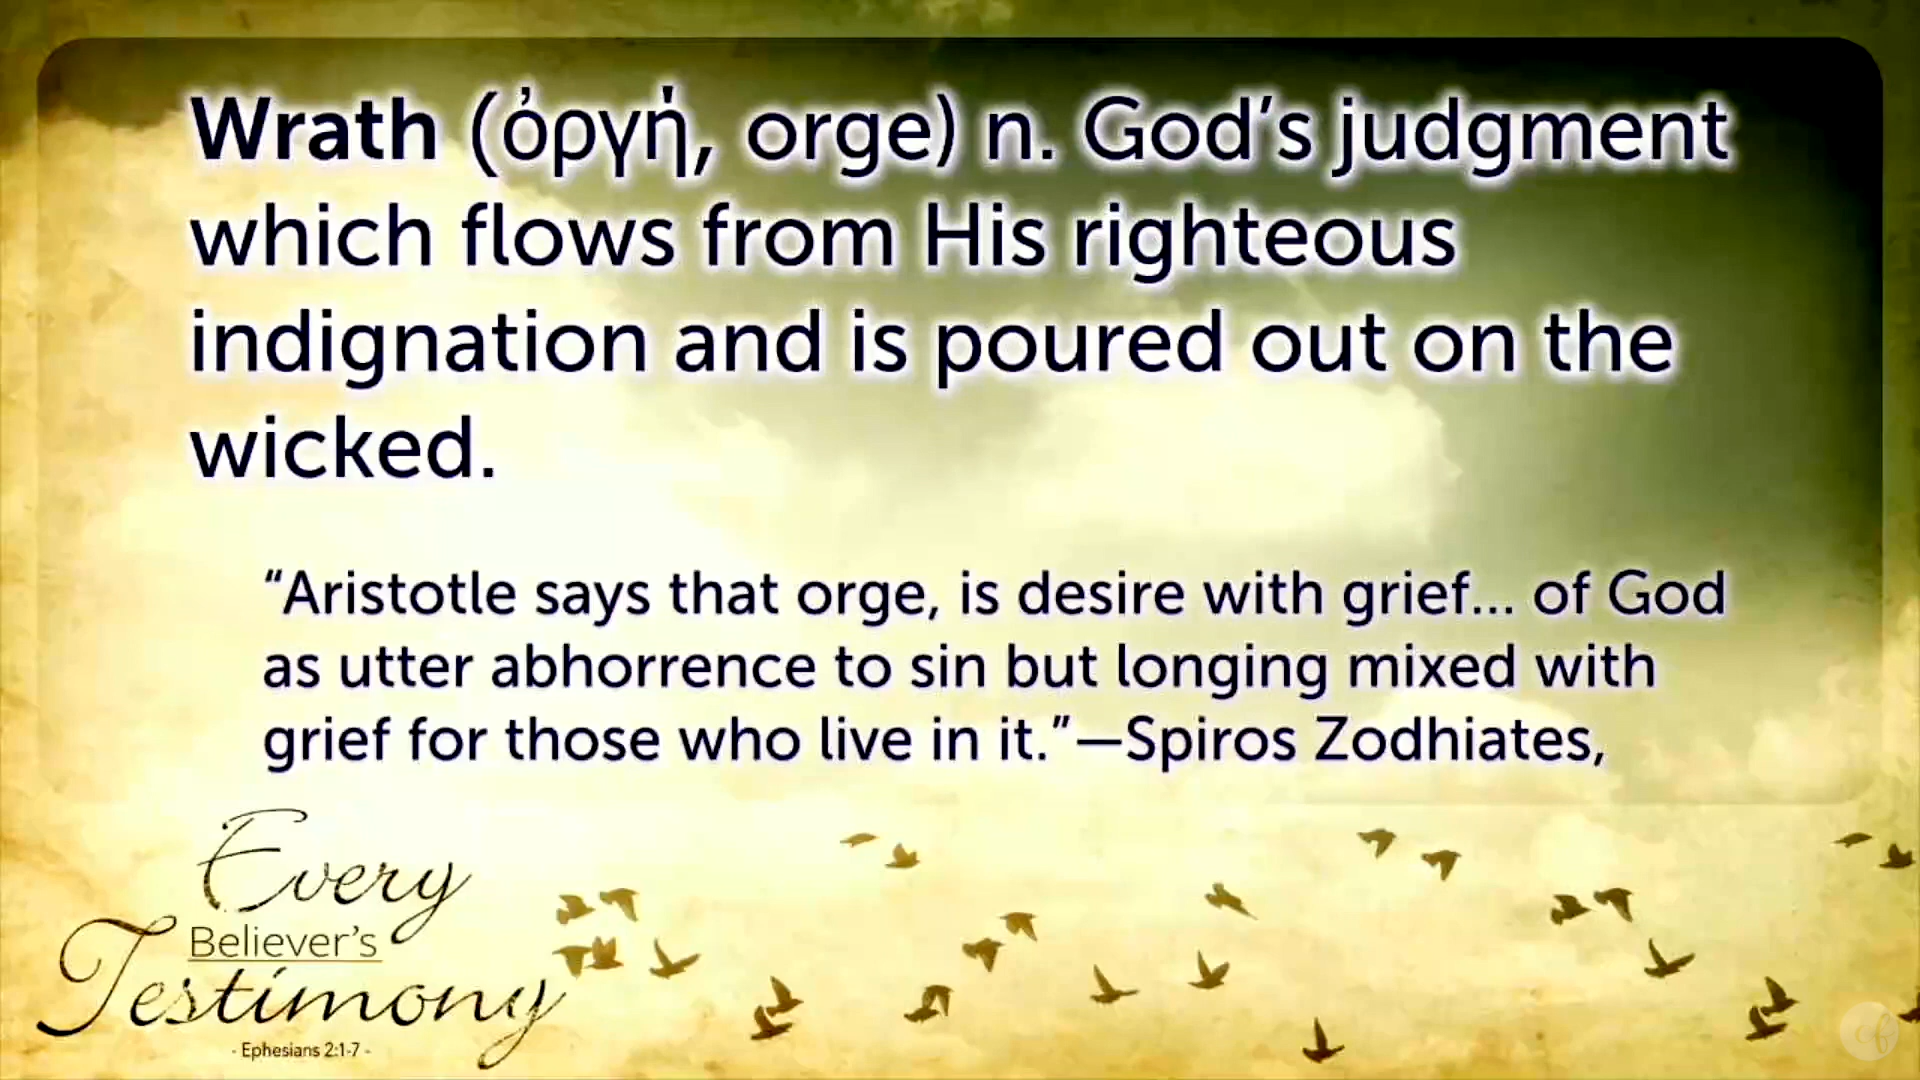 Wrath (ὀργή, orge) n. God’s judgment
which flows from His righteous
indignation and is poured out on the
wicked.
“Aristotle says that orge, is desire with grief... of God
as utter abhorrence to sin but longing mixed with
grief for those who live in it.”—Spiros Zodhiates,
Every
Believer’s
Testimony
- Ephesians 2:1-7 -
cf